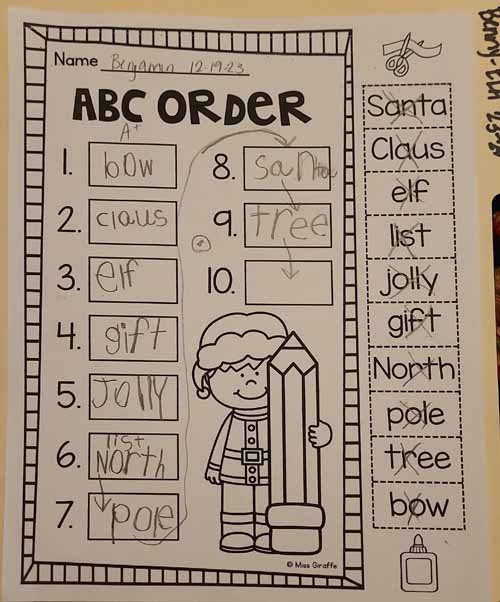 Name Benjamin 12-19-23
ABC ORDER
A+
1. bow
2. claus
3. elf
4. gift
5. JOLLY
6. list
North
7. pole
8. santa
9. tree
10.
Santa
Claus
elf
list
jolly
gift
North
pole
tree
bow
© Miss Giraffe